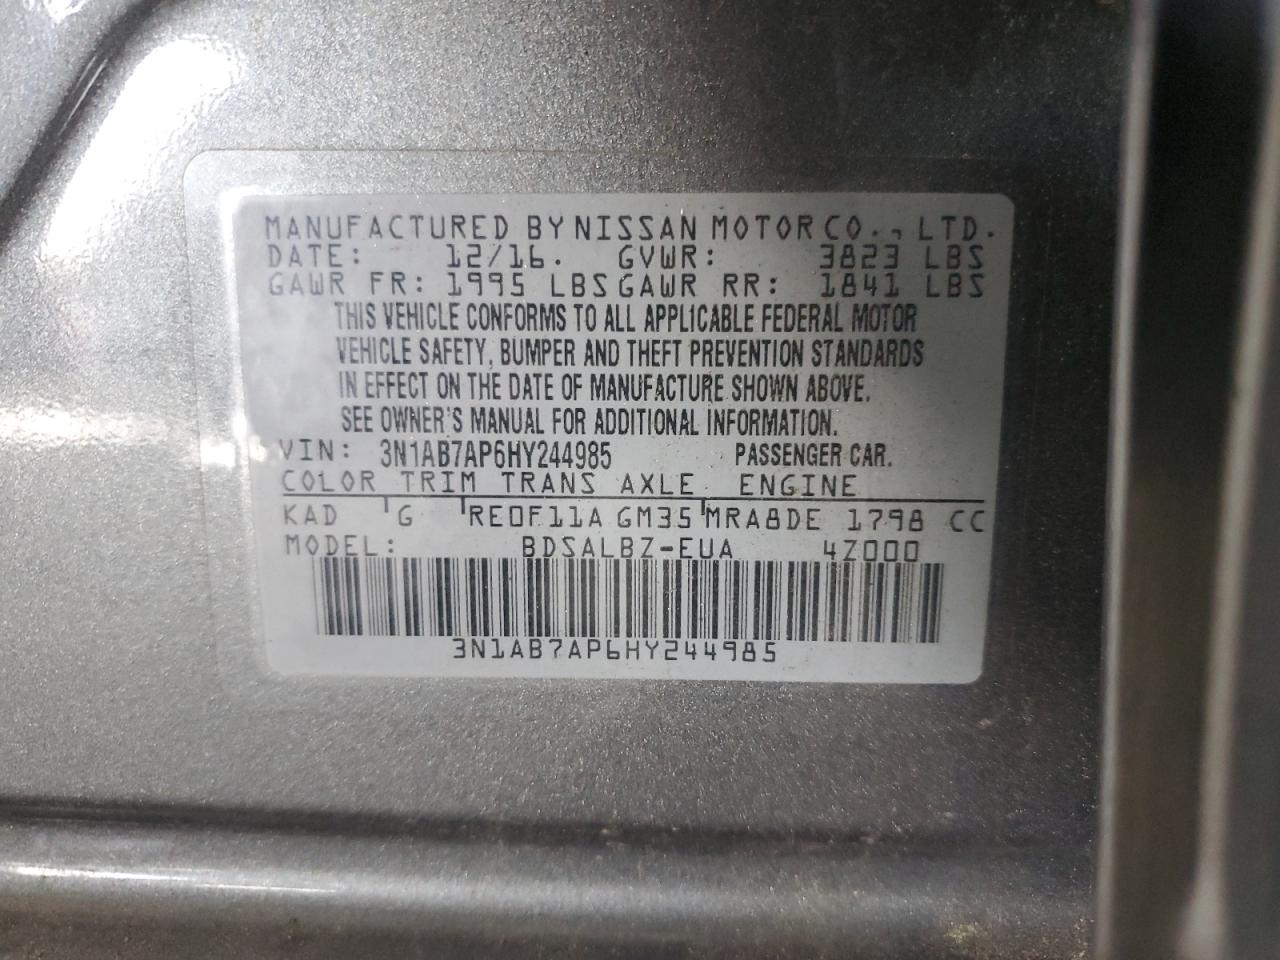 MANUFACTURED BY NISSAN MOTOR CO., LTD.
DATE: 12/16. GVWR: 3823 LBS
GAWR FR: 1995 LBS GAWR RR: 1841 LBS
THIS VEHICLE CONFORMS TO ALL APPLICABLE FEDERAL MOTOR
VEHICLE SAFETY, BUMPER AND THEFT PREVENTION STANDARDS
IN EFFECT ON THE DATE OF MANUFACTURE SHOWN ABOVE.
SEE OWNER'S MANUAL FOR ADDITIONAL INFORMATION.
VIN: 3N1AB7AP6HY244985 PASSENGER CAR.
COLOR TRIM TRANS AXLE ENGINE
KAD G RE0F11A GM35 MRA8DE 1798 CC
MODEL: BDSALBZ-EUA 4Z000
3N1AB7AP6HY244985